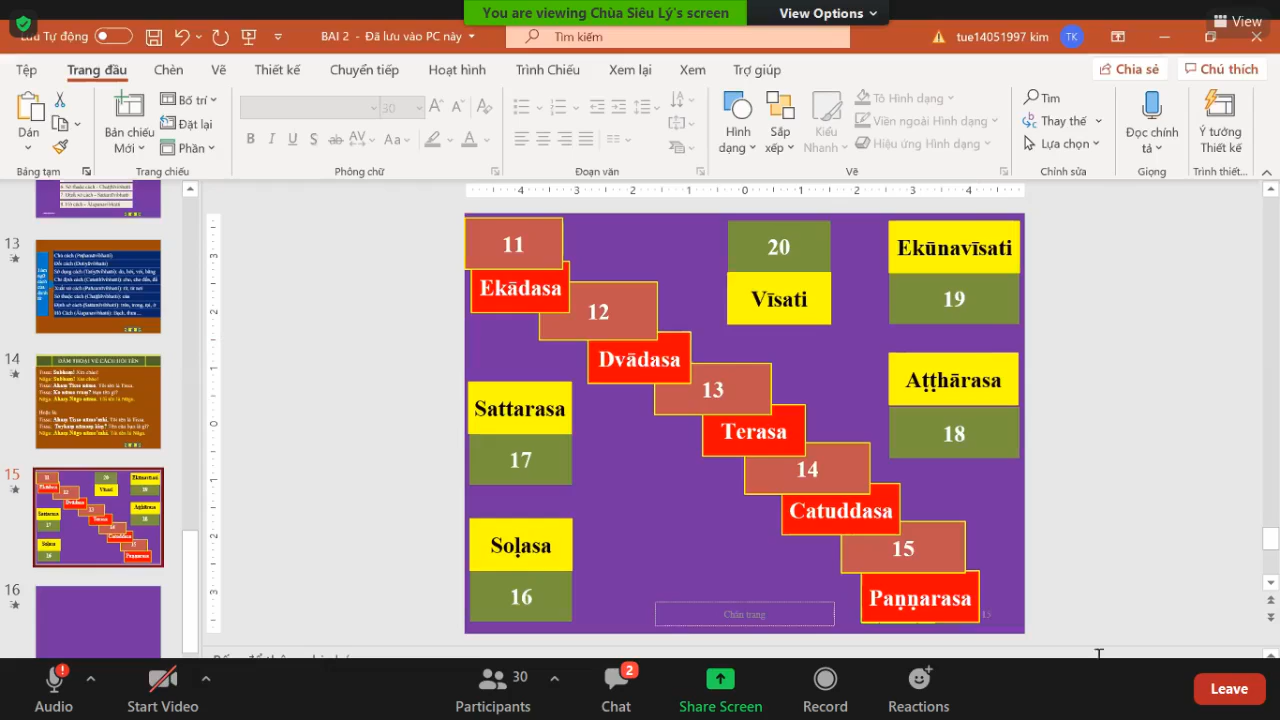 You are viewing Chùa Siêu Lý's screen
View Options
View
Tự động
BAI 2 - Đã lưu vào PC này
Tìm kiếm
tue14051997 kim
TK
Tệp
Trang đầu
Chèn
Vẽ
Thiết kế
Chuyển tiếp
Hoạt hình
Trình Chiếu
Xem lại
Xem
Trợ giúp
Chia sẻ
Chú thích
Dán
Bản chiếu Mới
Bố trí
Đặt lại
Phần
30
Hình dạng
Sắp xếp
Kiểu Nhanh
Tô Hình dạng
Viền ngoài Hình dạng
Hiệu ứng Hình dạng
Tìm
Thay thế
Lựa chọn
Đọc chính tả
Ý tưởng Thiết kế
Bảng tạm
Trang chiếu
Phông chữ
Đoạn văn
Vẽ
Chỉnh sửa
Giọng
Trình thiết...
13
14
15
16
11
Ekādasa
12
Dvādasa
13
Terasa
14
Catuddasa
15
Paṇṇarasa
20
Vīsati
Ekūnavīsati
19
Aṭṭhārasa
18
Sattarasa
17
Soḷasa
16
Chân trang
15
Audio
Start Video
Participants
30
Chat
2
Share Screen
Record
Reactions
Leave